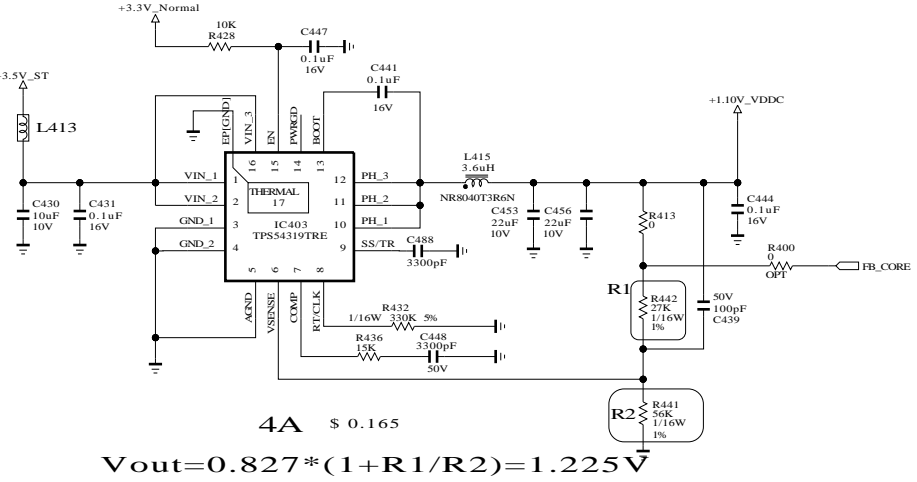 +3.3V_Normal
10K
R428
C447
0.1uF
16V
C441
0.1uF
16V
+3.5V_ST
L413
+1.10V_VDDC
EP[GND]
VIN_3
EN
PWRGD
BOOT
16
15
14
13
VIN_1
1
VIN_2
2
GND_1
3
GND_2
4
THERMAL
17
IC403
TPS54319TRE
12
PH_3
11
PH_2
10
PH_1
9
SS/TR
5
6
7
8
AGND
VSENSE
COMP
RT/CLK
C430
10uF
10V
C431
0.1uF
16V
L415
3.6uH
NR8040T3R6N
C453
22uF
10V
C456
22uF
10V
R413
0
C444
0.1uF
16V
C488
3300pF
R400
0
OPT
FB_CORE
R1
R442
27K
1/16W
1%
50V
100pF
C439
R432
1/16W 330K 5%
R436
15K
C448
3300pF
50V
R2
R441
56K
1/16W
1%
4A $ 0.165
Vout=0.827*(1+R1/R2)=1.225V